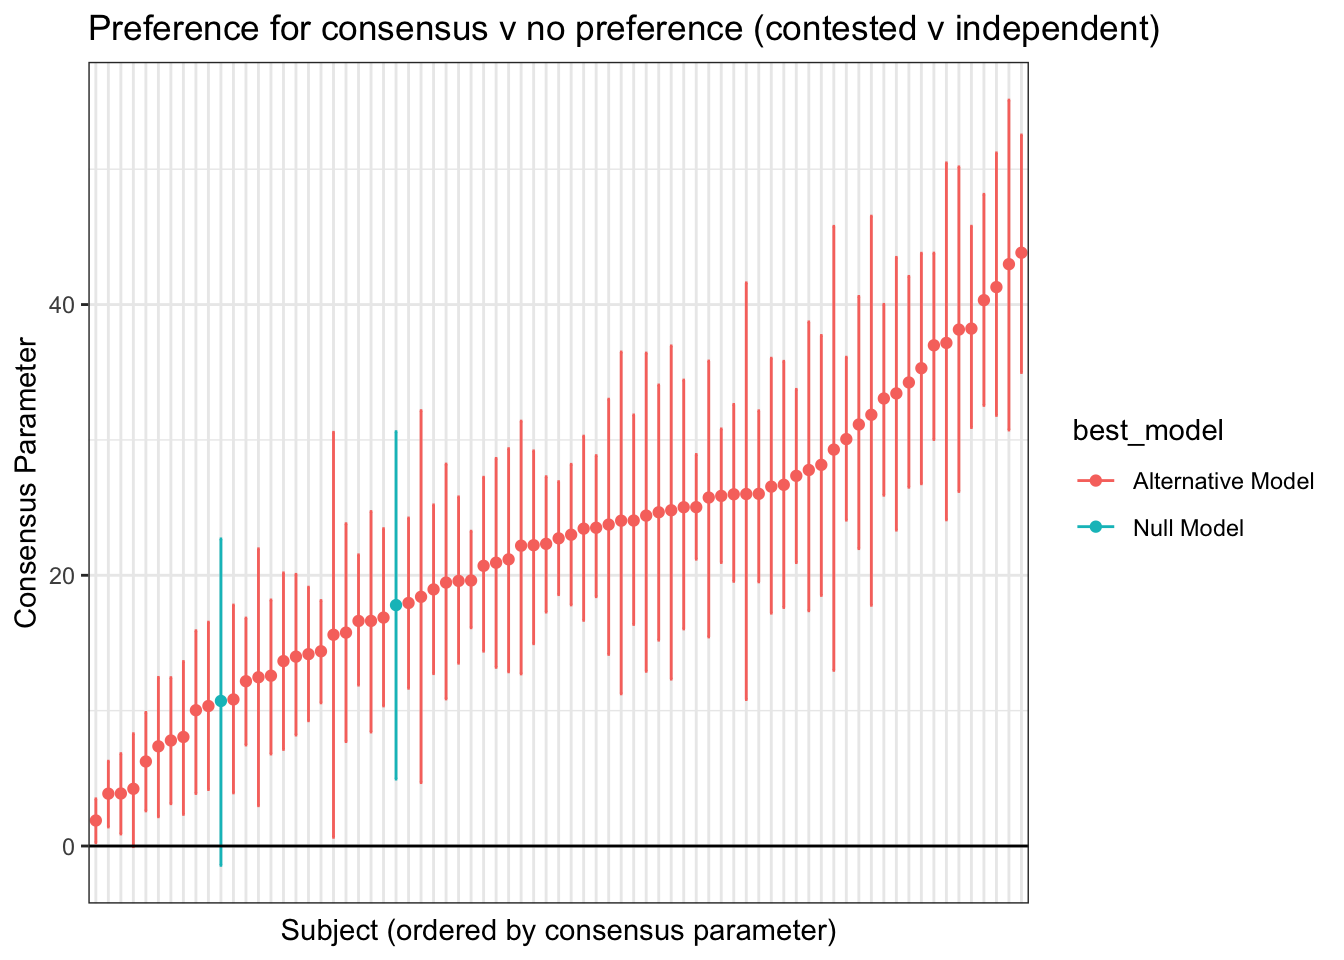 Preference for consensus v no preference (contested v independent)
Consensus Parameter
40
20
0
Subject (ordered by consensus parameter)
best_model
Alternative Model
Null Model